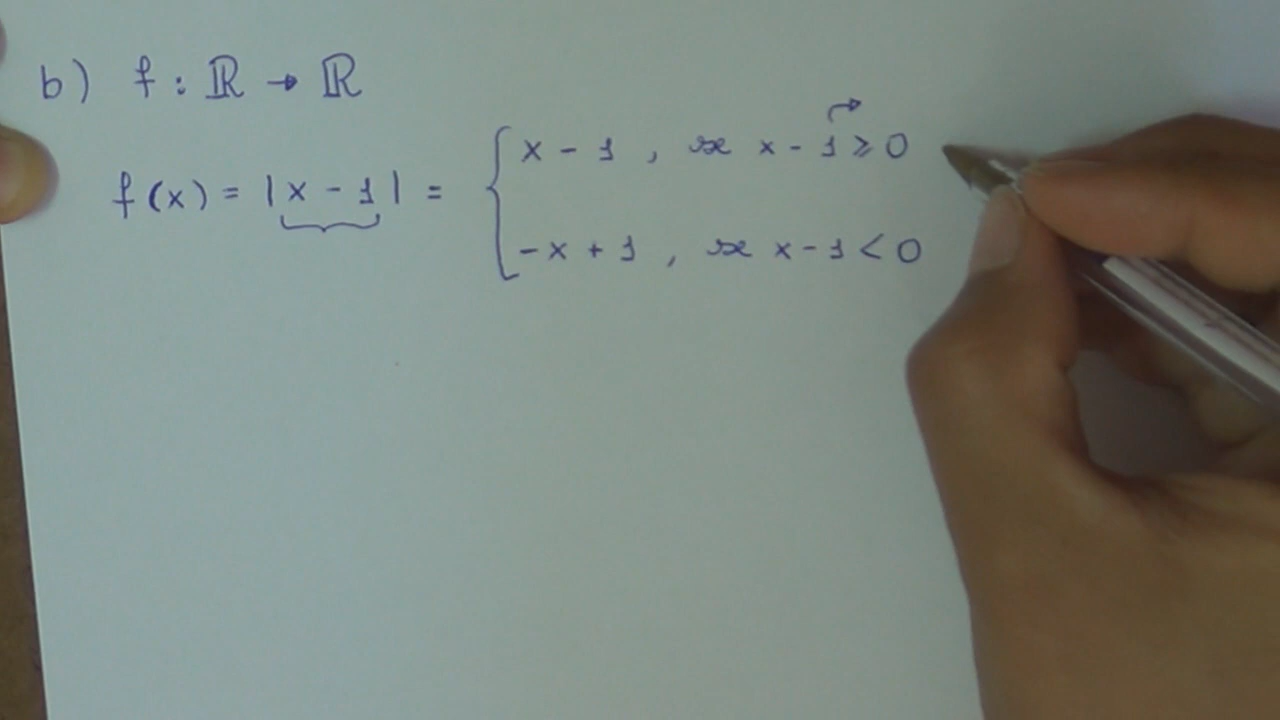 b) f : ℝ → ℝ
x - 1 , se x - 1 ≥ 0
f(x) = |x - 1| = {
-x + 1 , se x - 1 < 0